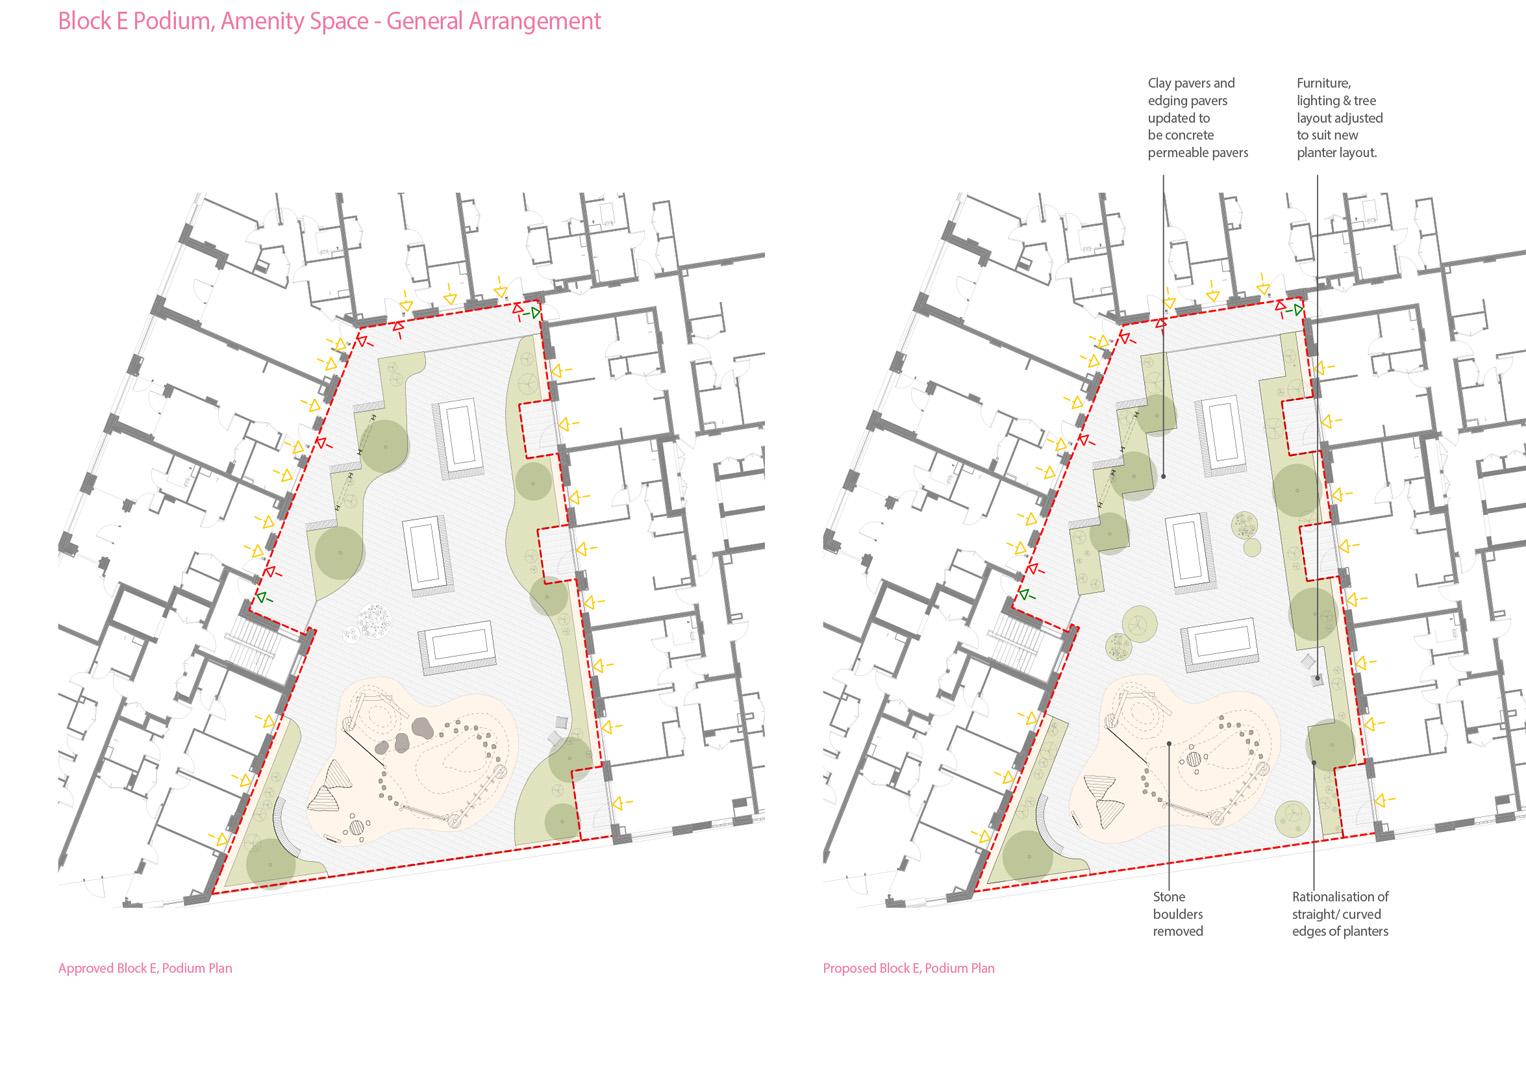 Block E Podium, Amenity Space - General Arrangement
Clay pavers and
edging pavers
updated to
be concrete
permeable pavers
Furniture,
lighting & tree
layout adjusted
to suit new
planter layout.
Stone
boulders
removed
Rationalisation of
straight/ curved
edges of planters
Approved Block E, Podium Plan
Proposed Block E, Podium Plan